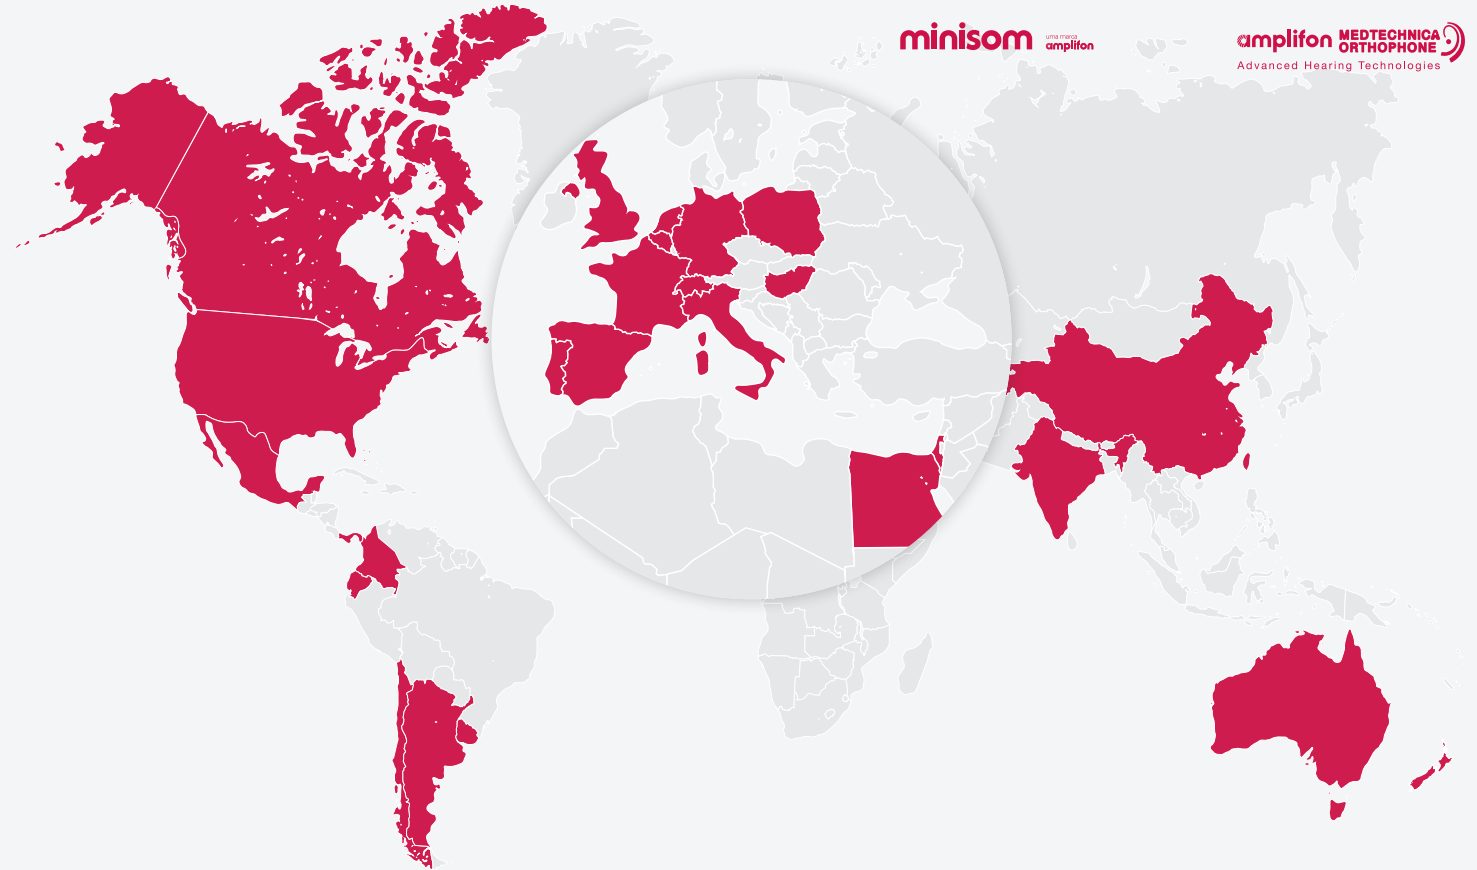 minisom
uma marca
amplifon
amplifon
MEDTECHNICA
ORTHOPHONE
Advanced Hearing Technologies